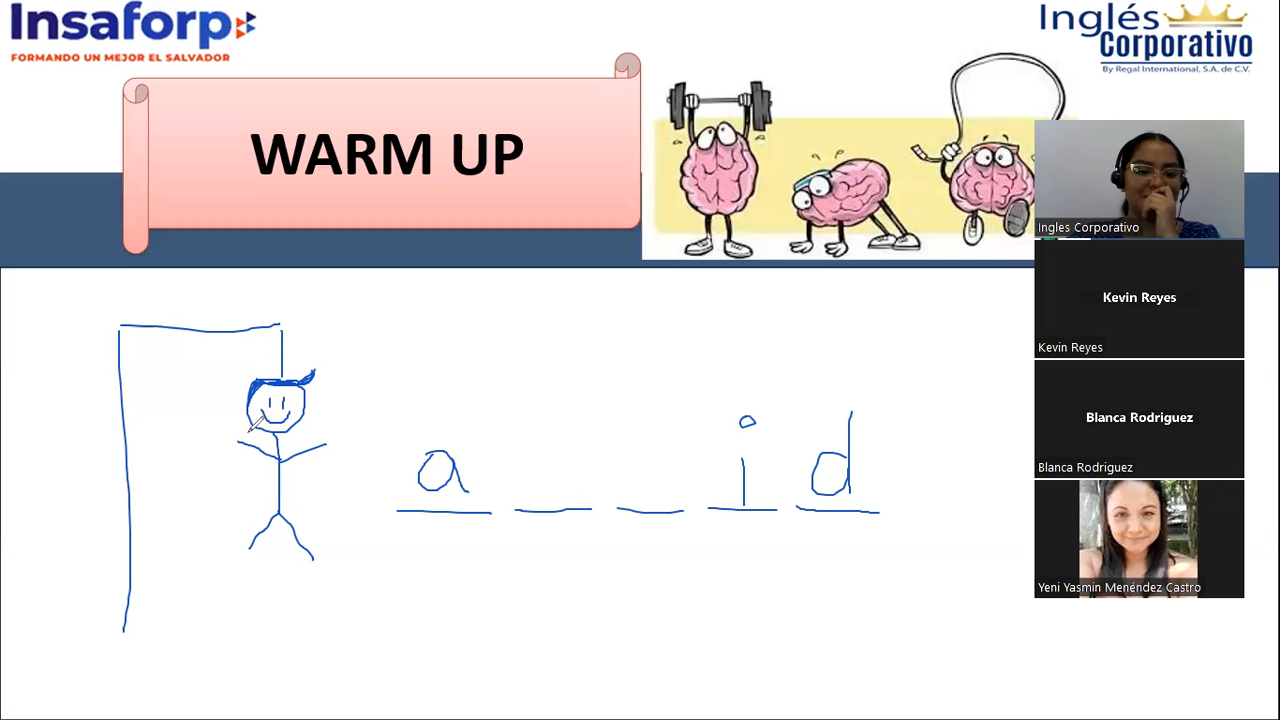 Insaforp
FORMANDO UN MEJOR EL SALVADOR
Inglés
Corporativo
By Regal International, S.A. de C.V.
WARM UP
Ingles Corporativo
Kevin Reyes
Kevin Reyes
Blanca Rodriguez
Blanca Rodriguez
Yeni Yasmin Menéndez Castro
a _ _ i d